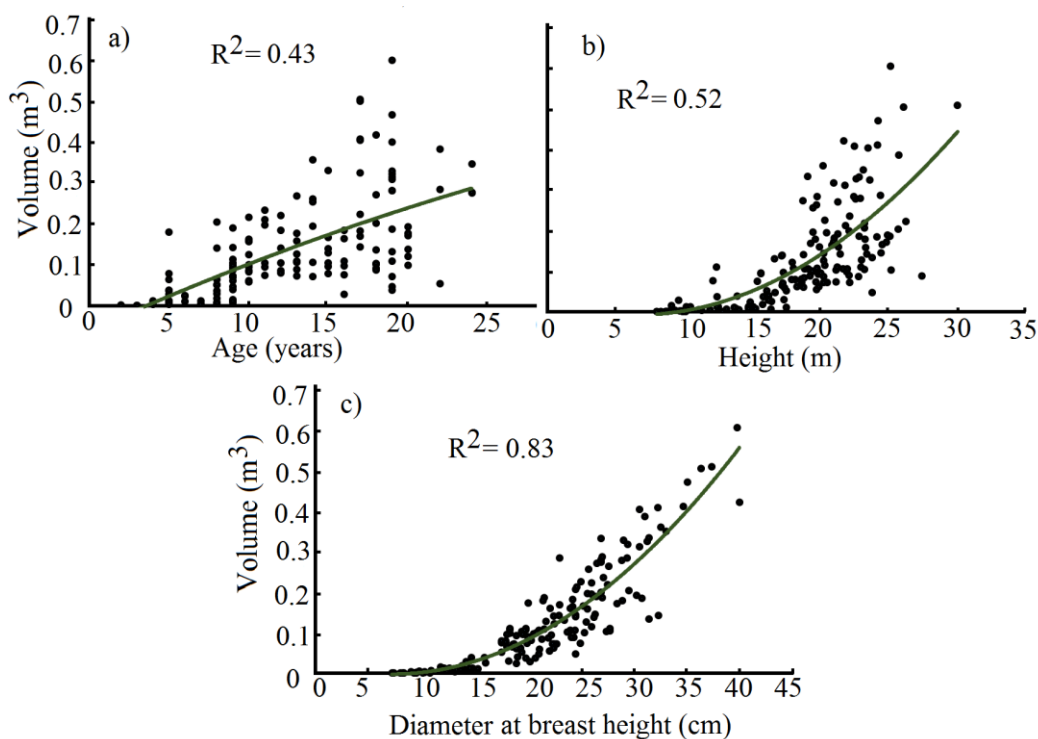 a)
R² = 0.43
Volume (m³)
0.7
0.6
0.5
0.4
0.3
0.2
0.1
0
0 5 10 15 20 25
Age (years)
b)
R² = 0.52
0 5 10 15 20 25 30 35
Height (m)
c)
R² = 0.83
Volume (m³)
0.7
0.6
0.5
0.4
0.3
0.2
0.1
0
0 5 10 15 20 25 30 35 40 45
Diameter at breast height (cm)